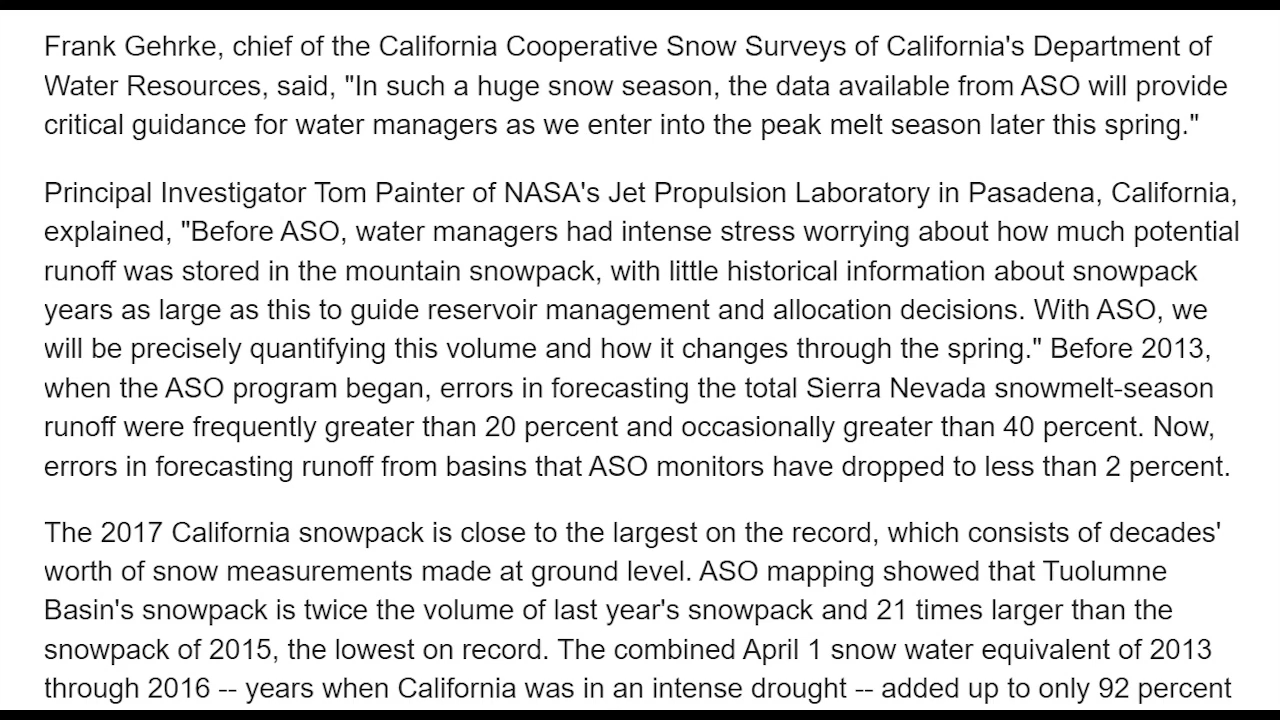 Frank Gehrke, chief of the California Cooperative Snow Surveys of California's Department of
Water Resources, said, "In such a huge snow season, the data available from ASO will provide
critical guidance for water managers as we enter into the peak melt season later this spring."
Principal Investigator Tom Painter of NASA's Jet Propulsion Laboratory in Pasadena, California,
explained, "Before ASO, water managers had intense stress worrying about how much potential
runoff was stored in the mountain snowpack, with little historical information about snowpack
years as large as this to guide reservoir management and allocation decisions. With ASO, we
will be precisely quantifying this volume and how it changes through the spring." Before 2013,
when the ASO program began, errors in forecasting the total Sierra Nevada snowmelt-season
runoff were frequently greater than 20 percent and occasionally greater than 40 percent. Now,
errors in forecasting runoff from basins that ASO monitors have dropped to less than 2 percent.
The 2017 California snowpack is close to the largest on the record, which consists of decades'
worth of snow measurements made at ground level. ASO mapping showed that Tuolumne
Basin's snowpack is twice the volume of last year's snowpack and 21 times larger than the
snowpack of 2015, the lowest on record. The combined April 1 snow water equivalent of 2013
through 2016 -- years when California was in an intense drought -- added up to only 92 percent